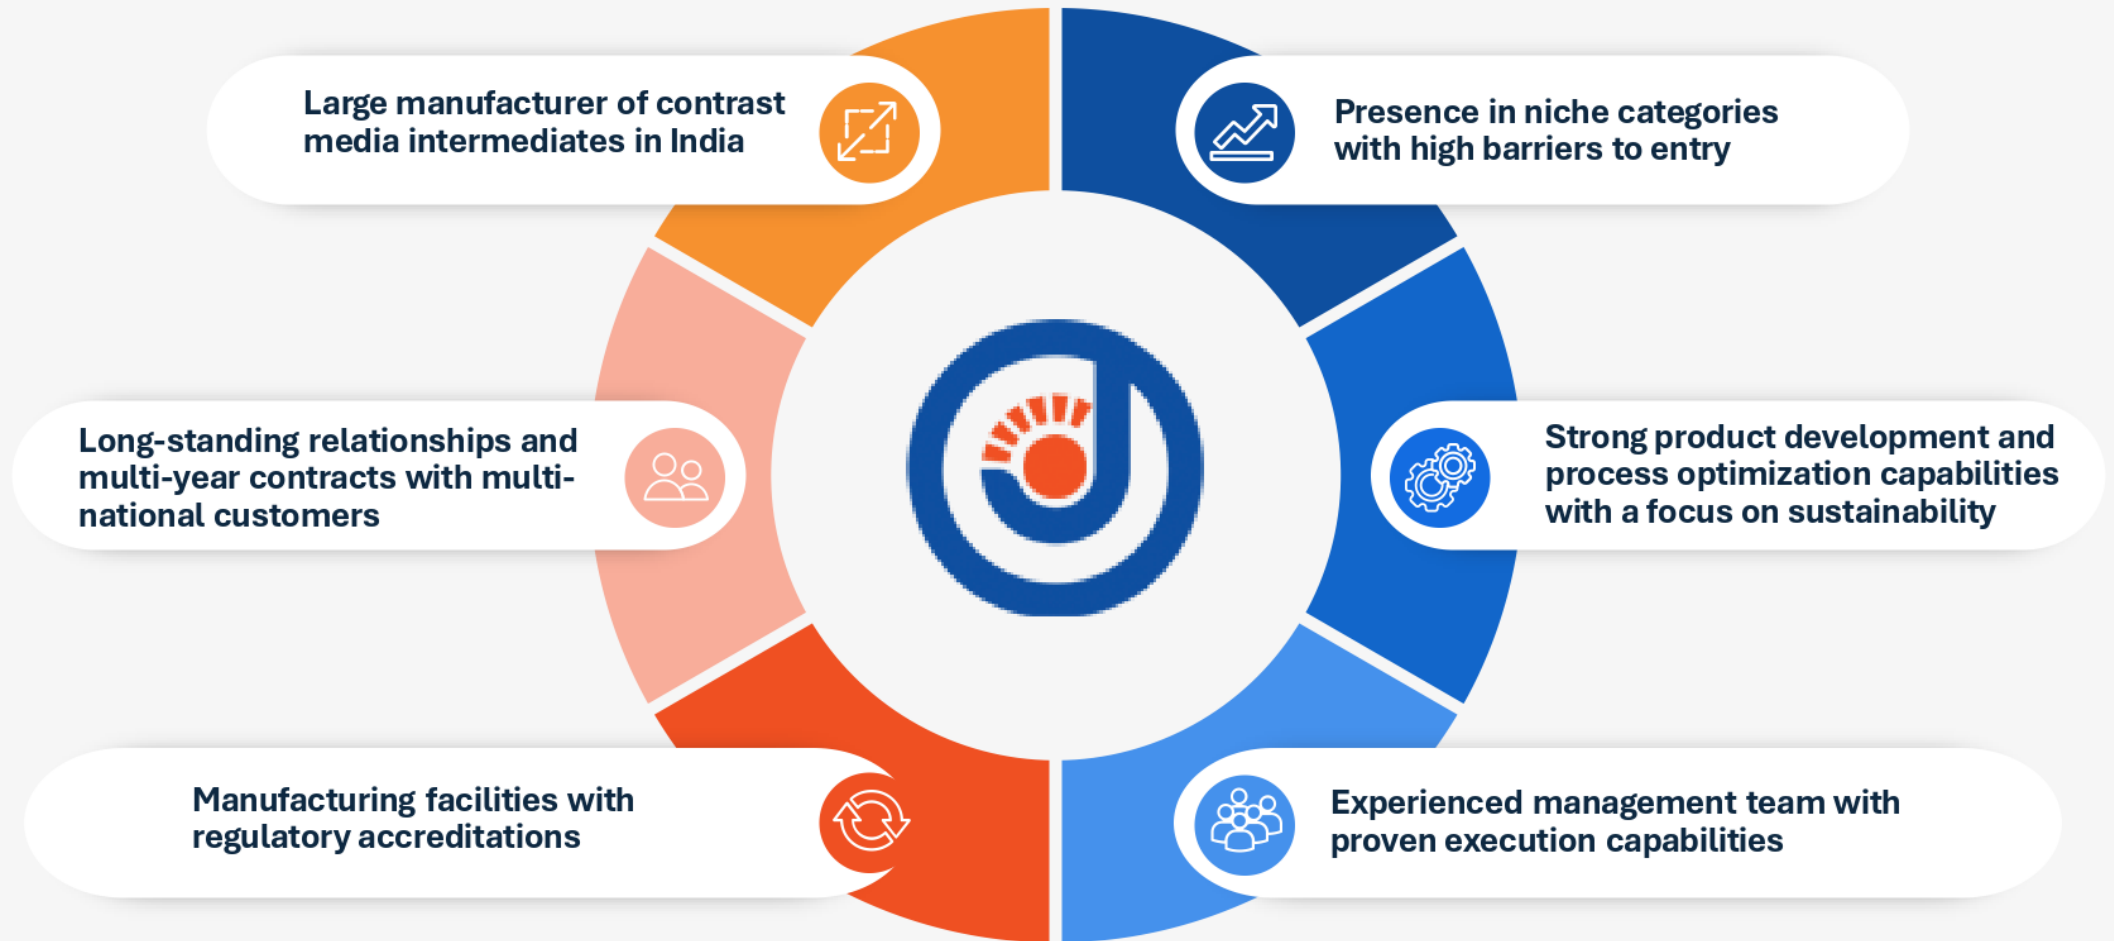 Large manufacturer of contrast
media intermediates in India
Presence in niche categories
with high barriers to entry
Long-standing relationships and
multi-year contracts with multi-
national customers
Strong product development and
process optimization capabilities
with a focus on sustainability
Manufacturing facilities with
regulatory accreditations
Experienced management team with
proven execution capabilities